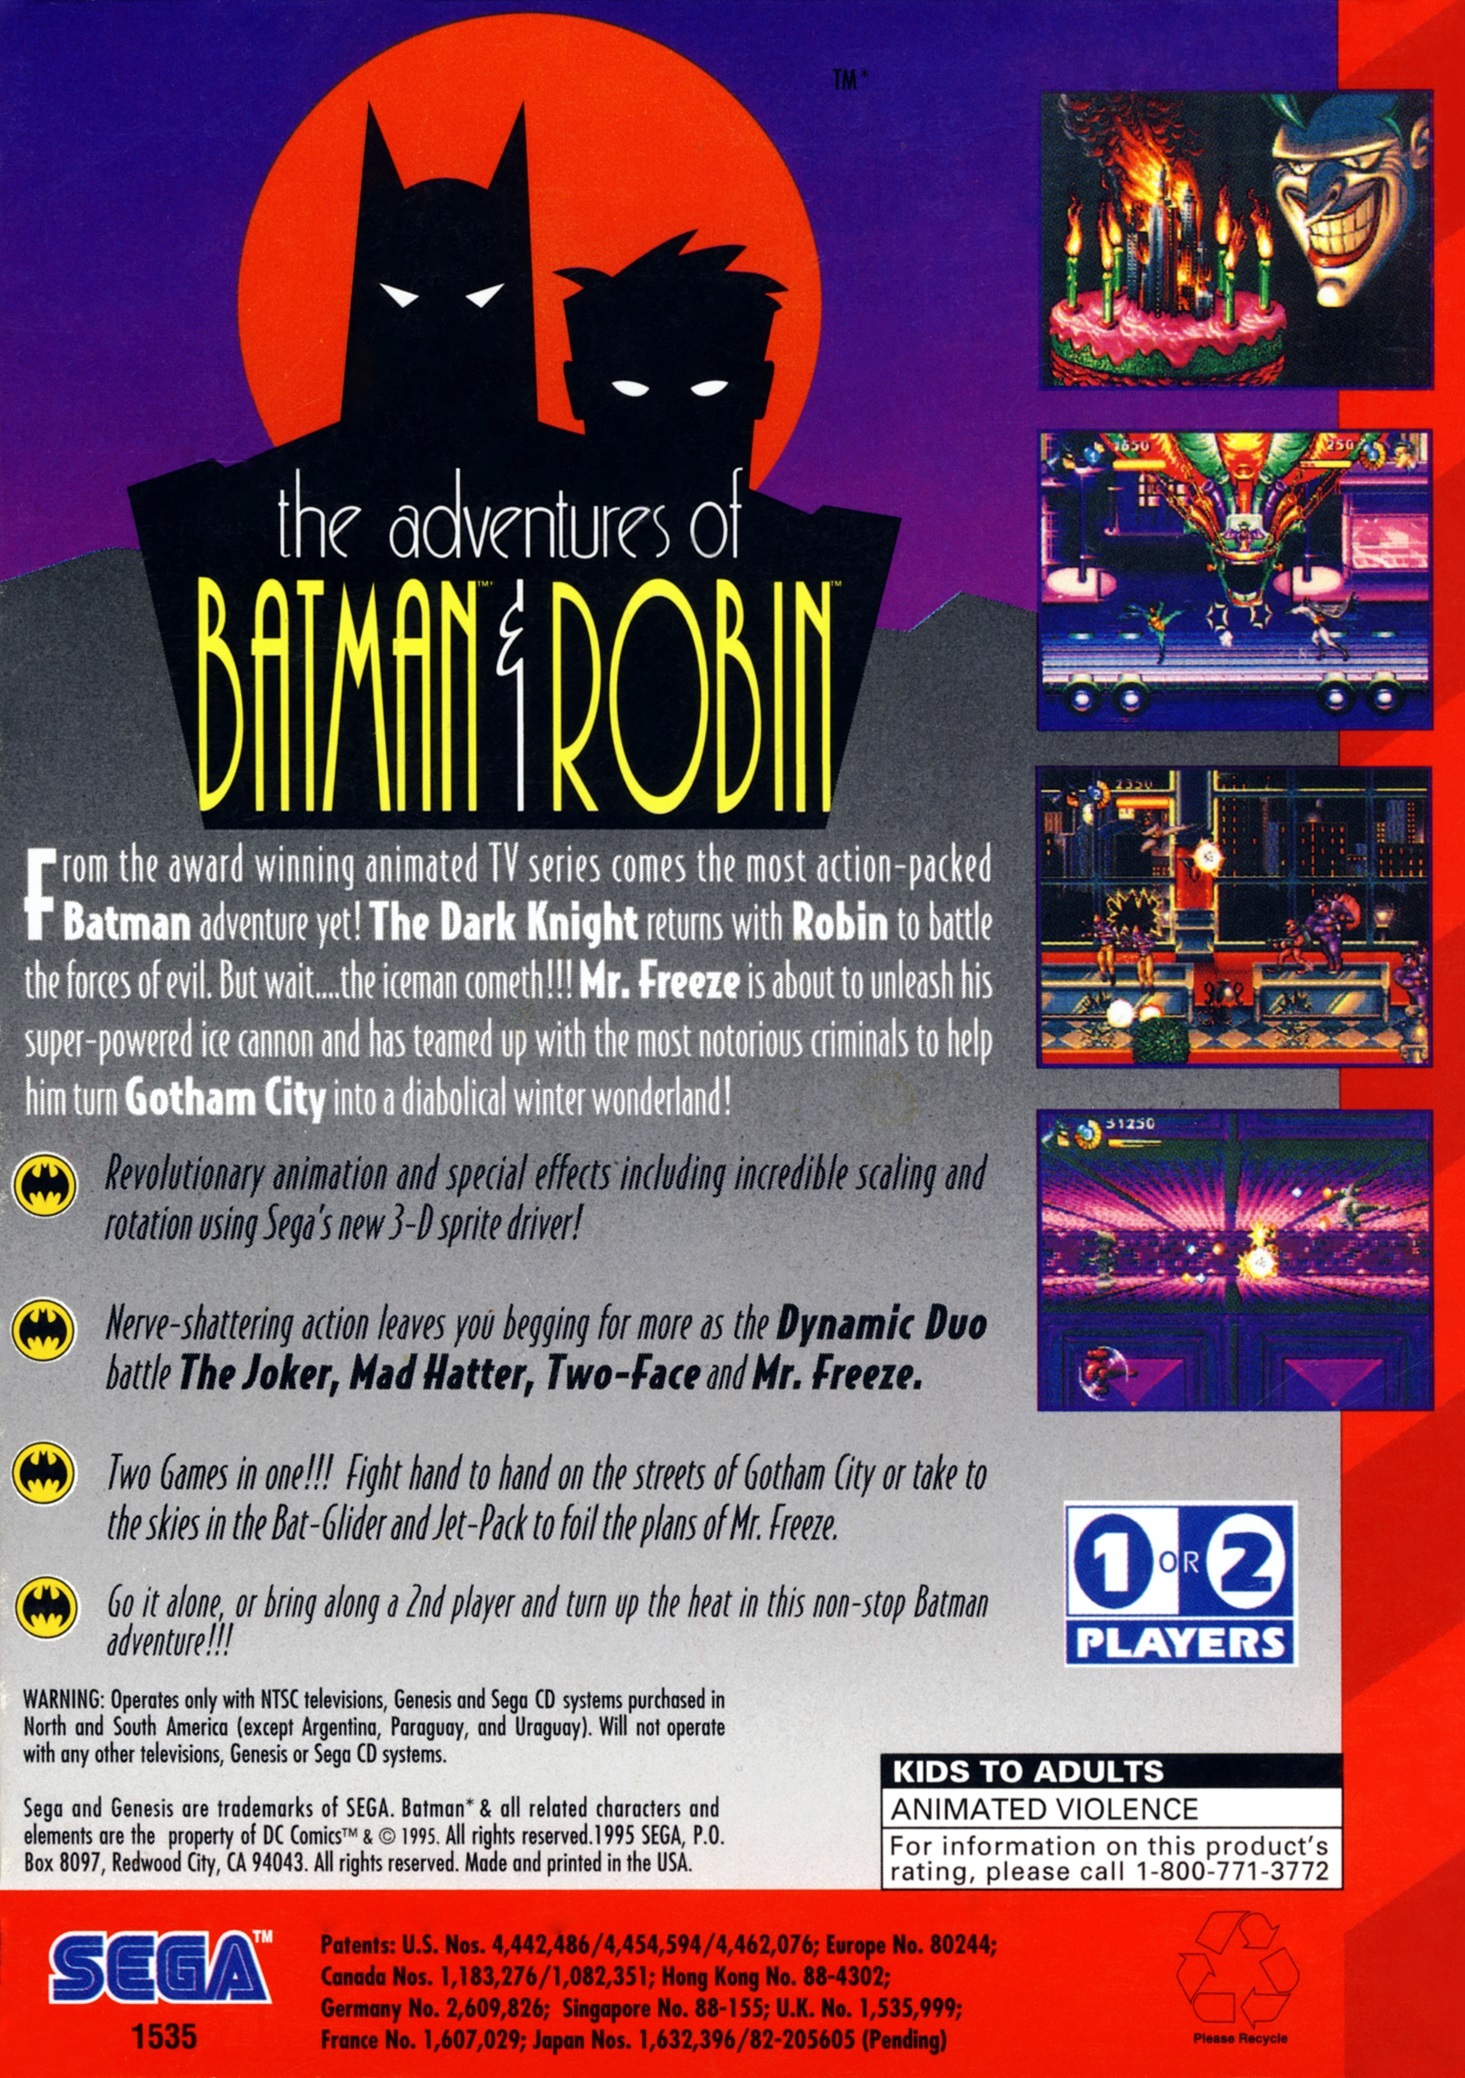 TM*
the adventures of
BATMAN™ & ROBIN™
From the award winning animated TV series comes the most action-packed
Batman adventure yet! The Dark Knight returns with Robin to battle
the forces of evil. But wait....the iceman cometh!!! Mr. Freeze is about to unleash his
super-powered ice cannon and has teamed up with the most notorious criminals to help
him turn Gotham City into a diabolical winter wonderland!
Revolutionary animation and special effects including incredible scaling and
rotation using Sega's new 3-D sprite driver!
Nerve-shattering action leaves you begging for more as the Dynamic Duo
battle The Joker, Mad Hatter, Two-Face and Mr. Freeze.
Two Games in one!!! Fight hand to hand on the streets of Gotham City or take to
the skies in the Bat-Glider and Jet-Pack to foil the plans of Mr. Freeze.
Go it alone, or bring along a 2nd player and turn up the heat in this non-stop Batman
adventure!!!
WARNING: Operates only with NTSC televisions, Genesis and Sega CD systems purchased in
North and South America (except Argentina, Paraguay, and Uraguay). Will not operate
with any other televisions, Genesis or Sega CD systems.
Sega and Genesis are trademarks of SEGA. Batman* & all related characters and
elements are the property of DC Comics™ & © 1995. All rights reserved.1995 SEGA, P.O.
Box 8097, Redwood City, CA 94043. All rights reserved. Made and printed in the USA.
1350
250
2350
31250
1 OR 2
PLAYERS
KIDS TO ADULTS
ANIMATED VIOLENCE
For information on this product's
rating, please call 1-800-771-3772
SEGA™
1535
Patents: U.S. Nos. 4,442,486/4,454,594/4,462,076; Europe No. 80244;
Canada Nos. 1,183,276/1,082,351; Hong Kong No. 88-4302;
Germany No. 2,609,826; Singapore No. 88-155; U.K. No. 1,535,999;
France No. 1,607,029; Japan Nos. 1,632,396/82-205605 (Pending)
Please Recycle